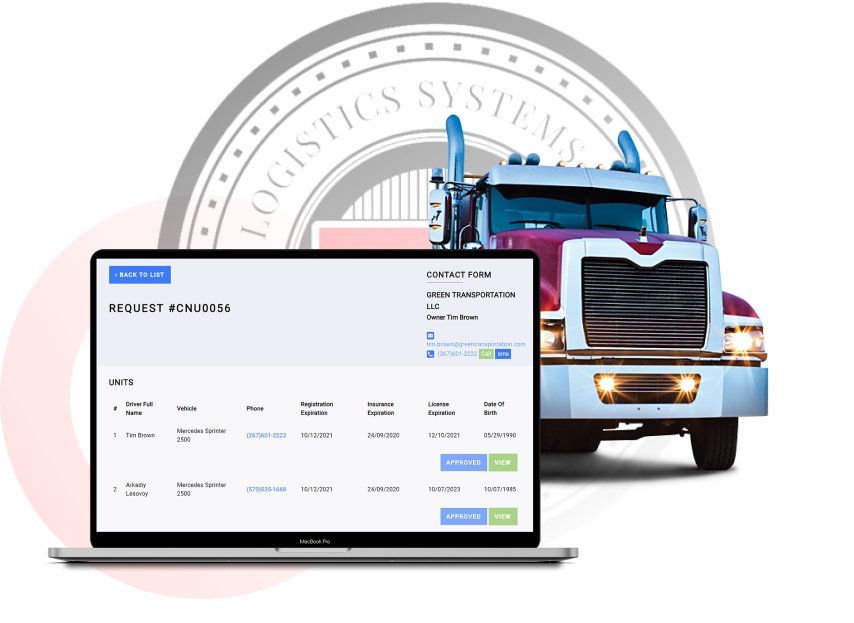 LOGISTICS SYSTEMS
‹ BACK TO LIST
REQUEST #CNU0056
CONTACT FORM
GREEN TRANSPORTATION
LLC
Owner Tim Brown
tim.brown@greentransportation.com
(267)601-2222 Call sms
UNITS
# Driver Full Name Vehicle Phone Registration Expiration Insurance Expiration License Expiration Date Of Birth
1 Tim Brown Mercedes Sprinter 2500 (267)601-2222 10/12/2021 24/09/2020 12/10/2021 05/29/1990
APPROVED VIEW
2 Arkadiy Lesovoy Mercedes Sprinter 2500 (570)535-1668 10/12/2021 24/09/2020 10/07/2023 10/07/1985
APPROVED VIEW
MacBook Pro